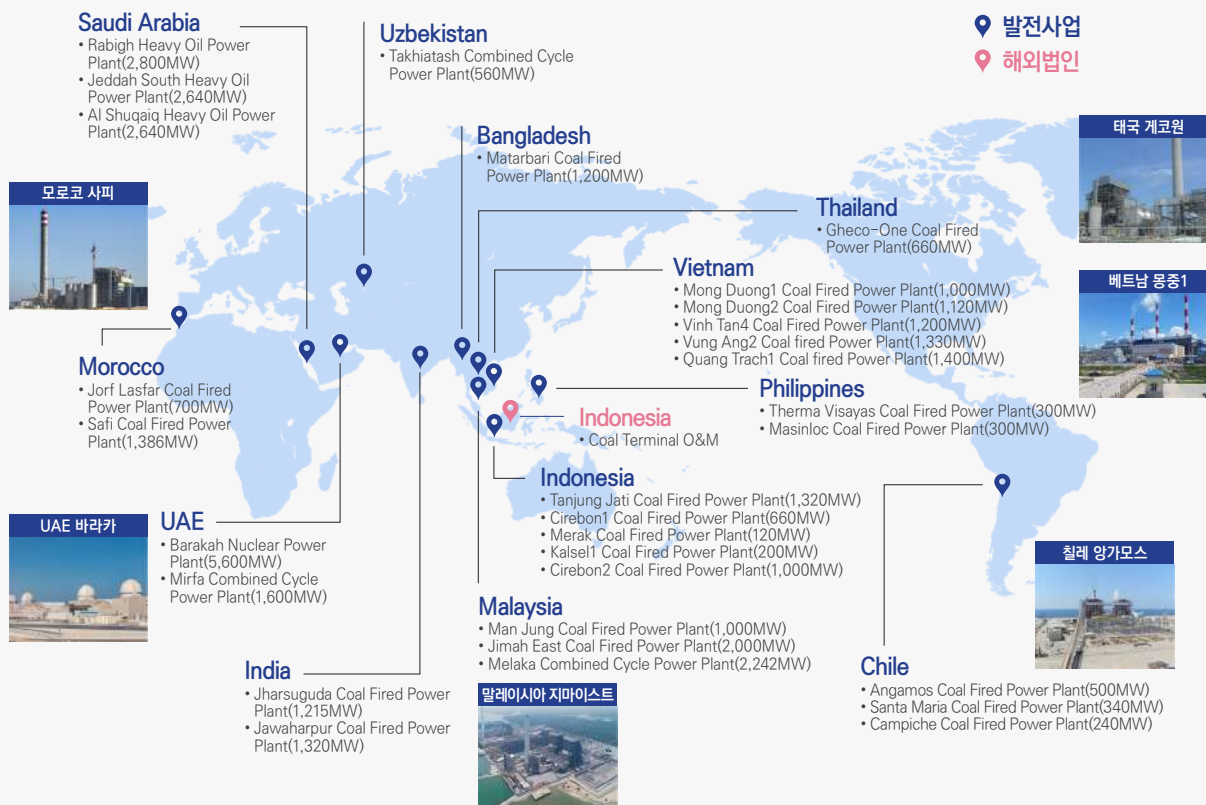 Saudi Arabia
• Rabigh Heavy Oil Power
Plant(2,800MW)
• Jeddah South Heavy Oil
Power Plant(2,640MW)
• Al Shuqaiq Heavy Oil Power
Plant(2,640MW)
Uzbekistan
• Takhiatash Combined Cycle
Power Plant(560MW)
발전사업
해외법인
Bangladesh
• Matarbari Coal Fired
Power Plant(1,200MW)
태국 게코원
모로코 사피
Thailand
• Gheco-One Coal Fired
Power Plant(660MW)
Vietnam
• Mong Duong1 Coal Fired Power Plant(1,000MW)
• Mong Duong2 Coal Fired Power Plant(1,120MW)
• Vinh Tan4 Coal Fired Power Plant(1,200MW)
• Vung Ang2 Coal fired Power Plant(1,330MW)
• Quang Trach1 Coal fired Power Plant(1,400MW)
베트남 몽중1
Morocco
• Jorf Lasfar Coal Fired
Power Plant(700MW)
• Safi Coal Fired Power
Plant(1,386MW)
Philippines
• Therma Visayas Coal Fired Power Plant(300MW)
• Masinloc Coal Fired Power Plant(300MW)
Indonesia
• Coal Terminal O&M
Indonesia
• Tanjung Jati Coal Fired Power Plant(1,320MW)
• Cirebon1 Coal Fired Power Plant(660MW)
• Merak Coal Fired Power Plant(120MW)
• Kalsel1 Coal Fired Power Plant(200MW)
• Cirebon2 Coal Fired Power Plant(1,000MW)
UAE 바라카
UAE
• Barakah Nuclear Power
Plant(5,600MW)
• Mirfa Combined Cycle
Power Plant(1,600MW)
칠레 앙가모스
Malaysia
• Man Jung Coal Fired Power Plant(1,000MW)
• Jimah East Coal Fired Power Plant(2,000MW)
• Melaka Combined Cycle Power Plant(2,242MW)
말레이시아 지마이스트
India
• Jharsuguda Coal Fired Power
Plant(1,215MW)
• Jawaharpur Coal Fired Power
Plant(1,320MW)
Chile
• Angamos Coal Fired Power Plant(500MW)
• Santa Maria Coal Fired Power Plant(340MW)
• Campiche Coal Fired Power Plant(240MW)